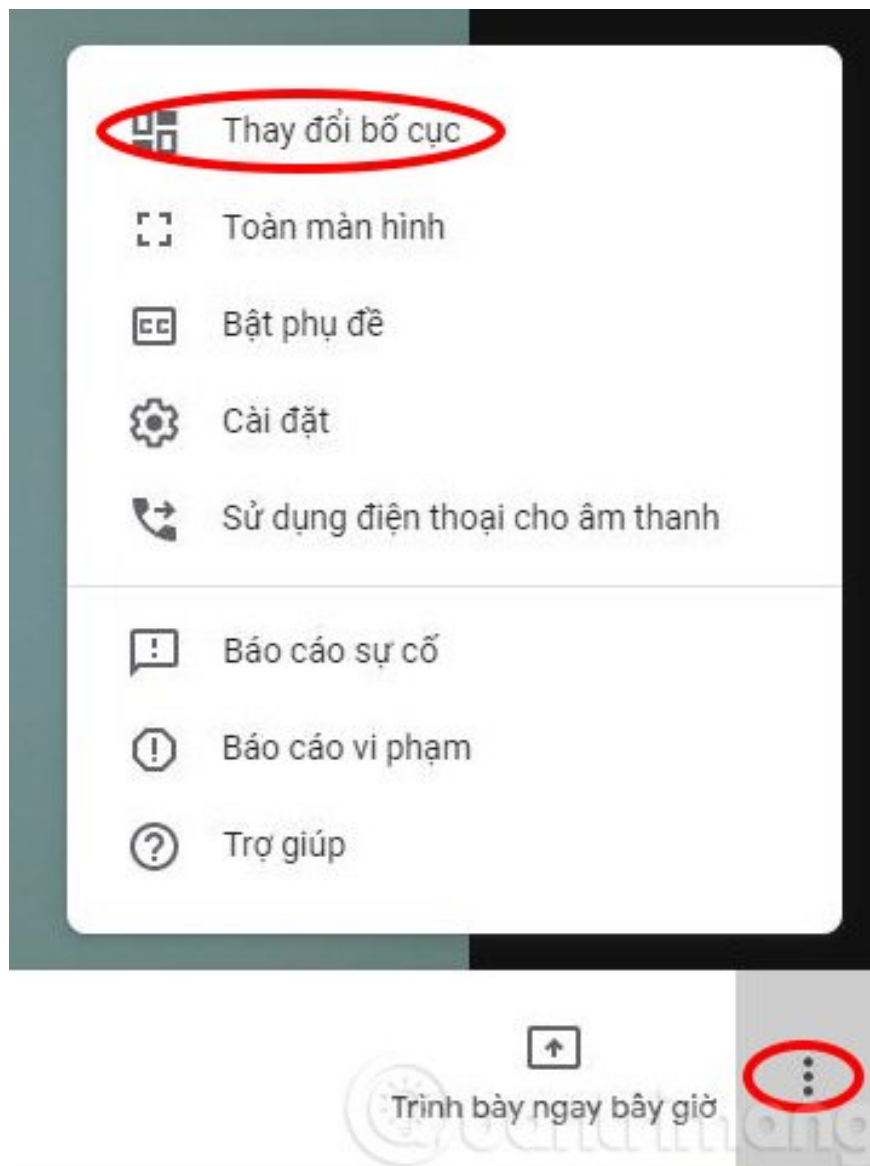 Thay đổi bố cục
Toàn màn hình
CC
Bật phụ đề
Cài đặt
Sử dụng điện thoại cho âm thanh
Báo cáo sự cố
Báo cáo vi phạm
Trợ giúp
Trình bày ngay bây giờ